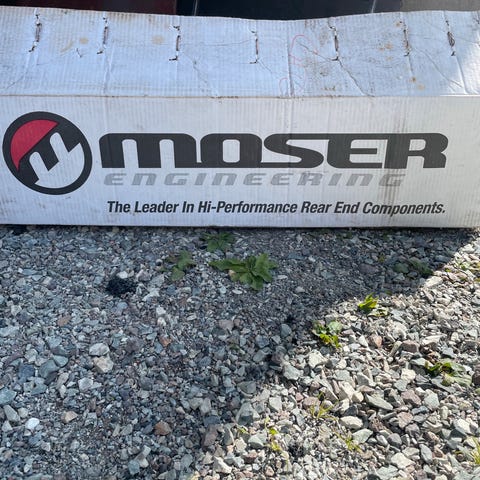 MOSER
ENGINEERING
The Leader In Hi-Performance Rear End Components.